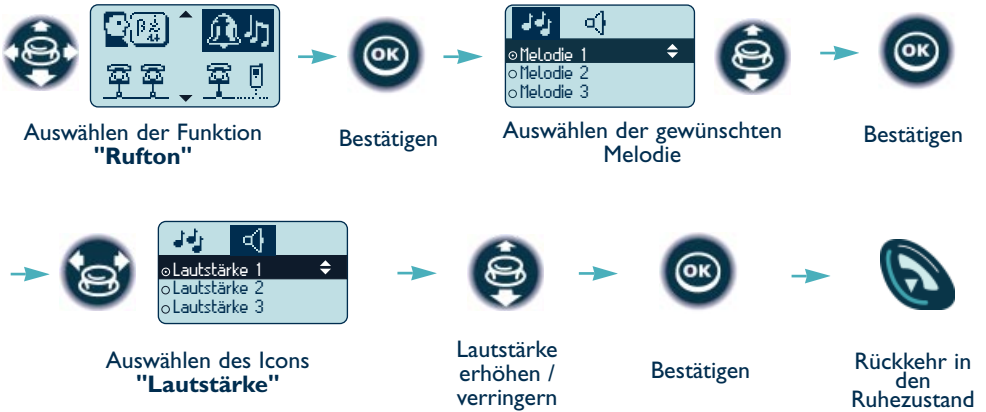 OK
Melodie 1
Melodie 2
Melodie 3
OK
Auswählen der Funktion
"Rufton"
Bestätigen
Auswählen der gewünschten
Melodie
Bestätigen
Lautstärke 1
Lautstärke 2
Lautstärke 3
OK
Auswählen des Icons
"Lautstärke"
Lautstärke
erhöhen /
verringern
Bestätigen
Rückkehr in
den
Ruhezustand